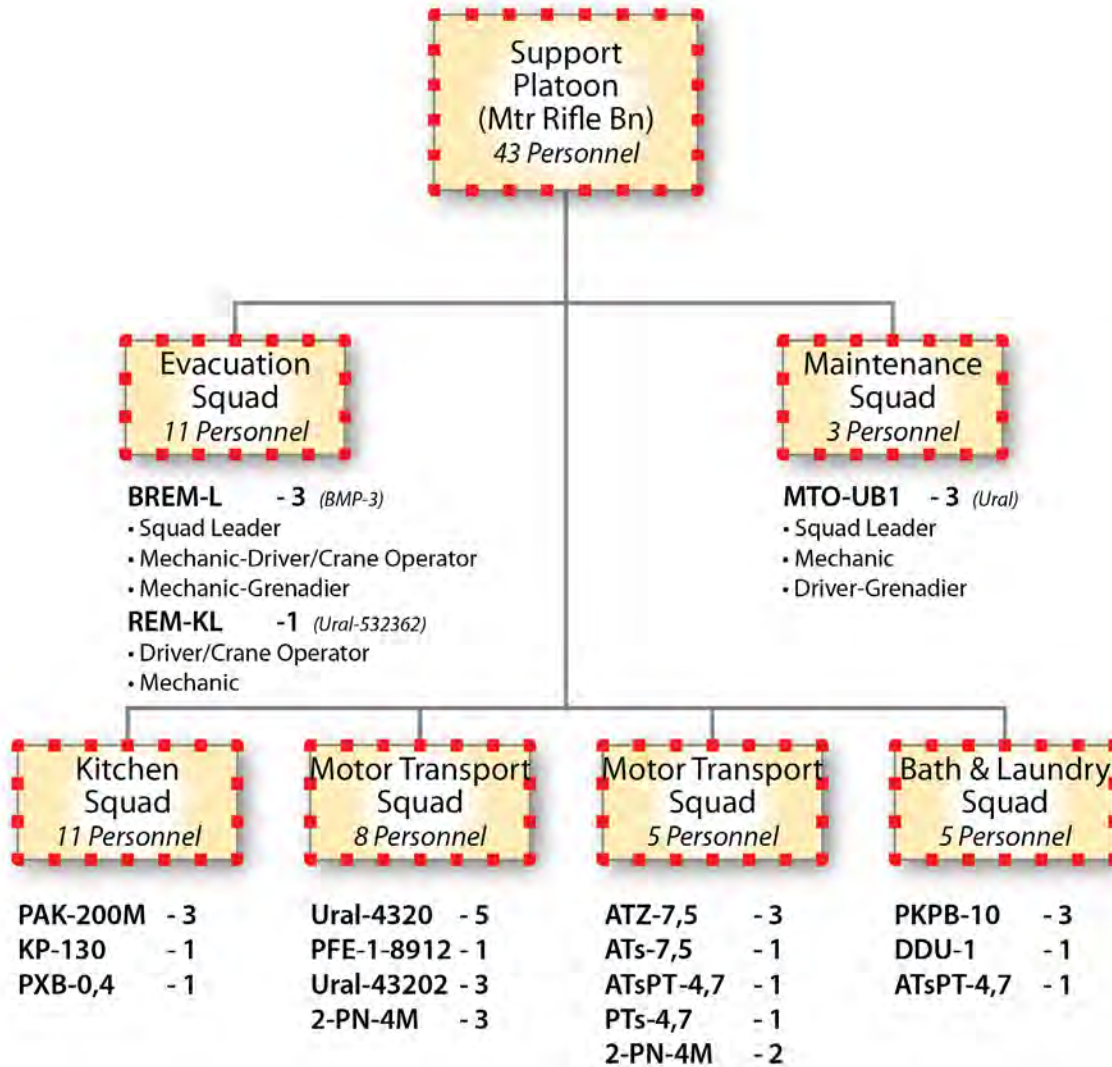 Support
Platoon
(Mtr Rifle Bn)
43 Personnel
Evacuation
Squad
11 Personnel
BREM-L - 3 (BMP-3)
• Squad Leader
• Mechanic-Driver/Crane Operator
• Mechanic-Grenadier
REM-KL -1 (Ural-532362)
• Driver/Crane Operator
• Mechanic
Maintenance
Squad
3 Personnel
MTO-UB1 - 3 (Ural)
• Squad Leader
• Mechanic
• Driver-Grenadier
Kitchen
Squad
11 Personnel
PAK-200M - 3
KP-130 - 1
PXB-0,4 - 1
Motor Transport
Squad
8 Personnel
Ural-4320 - 5
PFE-1-8912 - 1
Ural-43202 - 3
2-PN-4M - 3
Motor Transport
Squad
5 Personnel
ATZ-7,5 - 3
ATs-7,5 - 1
ATsPT-4,7 - 1
PTs-4,7 - 1
2-PN-4M - 2
Bath & Laundry
Squad
5 Personnel
PKPB-10 - 3
DDU-1 - 1
ATsPT-4,7 - 1